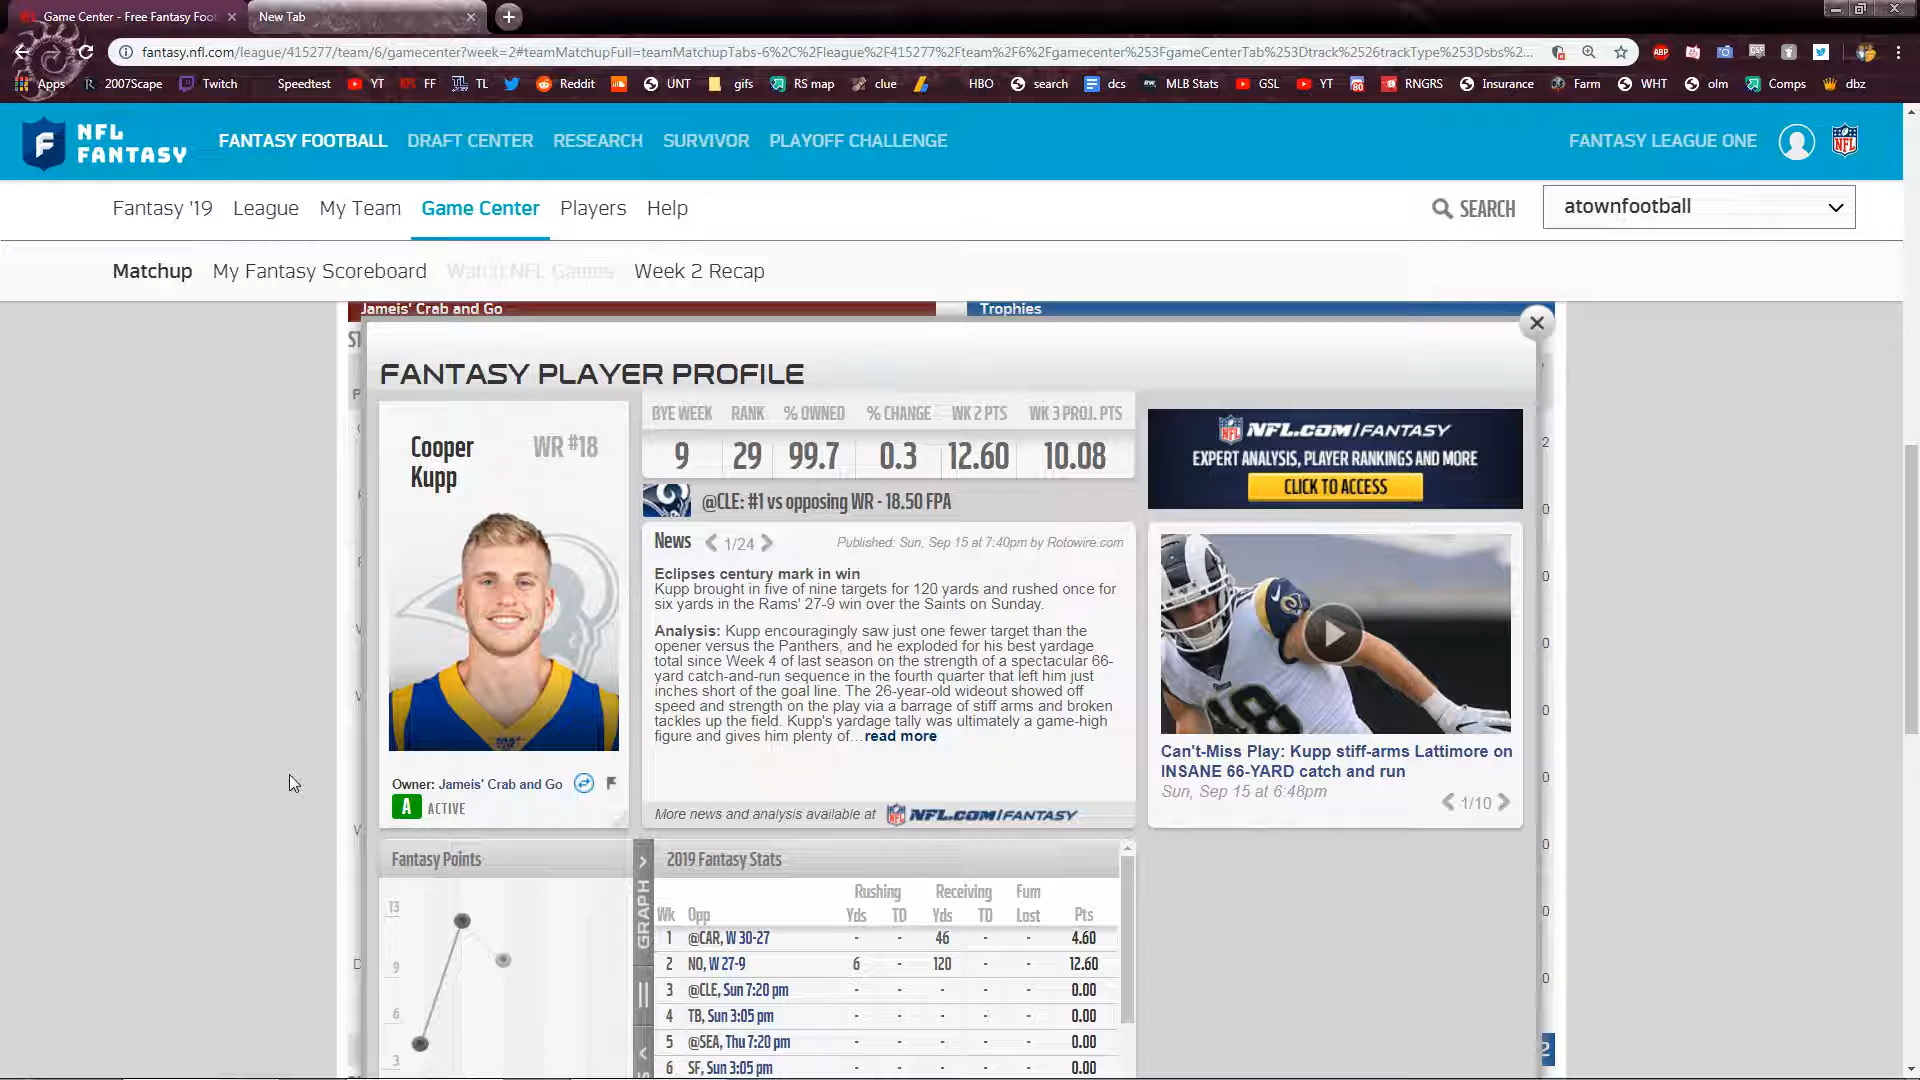 Game Center - Free Fantasy Foot
New Tab
fantasy.nfl.com/league/415277/team/6/gamecenter?week=2#teamMatchupFull=teamMatchupTabs-6%2C%2Fleague%2F415277%2Fteam%2F6%2Fgamecenter%253FgameCenterTab%253Dtrack%2526trackType%253Dsbs%2...
Apps 2007Scape Twitch Speedtest YT FF TL Reddit UNT gifs RS map clue HBO search dcs MLB Stats GSL YT RNGRS Insurance Farm WHT olm Comps dbz
NFL FANTASY
FANTASY FOOTBALL DRAFT CENTER RESEARCH SURVIVOR PLAYOFF CHALLENGE FANTASY LEAGUE ONE
Fantasy '19 League My Team Game Center Players Help SEARCH atownfootball
Matchup My Fantasy Scoreboard Watch NFL Games Week 2 Recap
Jameis' Crab and Go Trophies
FANTASY PLAYER PROFILE
Cooper Kupp
WR #18
BYE WEEK RANK % OWNED % CHANGE WK 2 PTS WK 3 PROJ. PTS
9 29 99.7 0.3 12.60 10.08
@CLE: #1 vs opposing WR - 18.50 FPA
News 1/24 Published: Sun, Sep 15 at 7:40pm by Rotowire.com
Eclipses century mark in win
Kupp brought in five of nine targets for 120 yards and rushed once for
six yards in the Rams' 27-9 win over the Saints on Sunday.
Analysis: Kupp encouragingly saw just one fewer target than the
opener versus the Panthers, and he exploded for his best yardage
total since Week 4 of last season on the strength of a spectacular 66-
yard catch-and-run sequence in the fourth quarter that left him just
inches short of the goal line. The 26-year-old wideout showed off
speed and strength on the play via a barrage of stiff arms and broken
tackles up the field. Kupp's yardage tally was ultimately a game-high
figure and gives him plenty of...read more
More news and analysis available at NFL.COM/FANTASY
NFL.COM/FANTASY
EXPERT ANALYSIS, PLAYER RANKINGS AND MORE
CLICK TO ACCESS
Can't-Miss Play: Kupp stiff-arms Lattimore on
INSANE 66-YARD catch and run
Sun, Sep 15 at 6:48pm
1/10
Owner: Jameis' Crab and Go
A ACTIVE
Fantasy Points
13
9
6
3
GRAPH
2019 Fantasy Stats
Rushing Receiving Fum
Wk Opp Yds TD Yds TD Lost Pts
1 @CAR, W 30-27 - - 46 - - 4.60
2 NO, W 27-9 6 - 120 - - 12.60
3 @CLE, Sun 7:20 pm - - - - - 0.00
4 TB, Sun 3:05 pm - - - - - 0.00
5 @SEA, Thu 7:20 pm - - - - - 0.00
6 SF, Sun 3:05 pm - - - - - 0.00